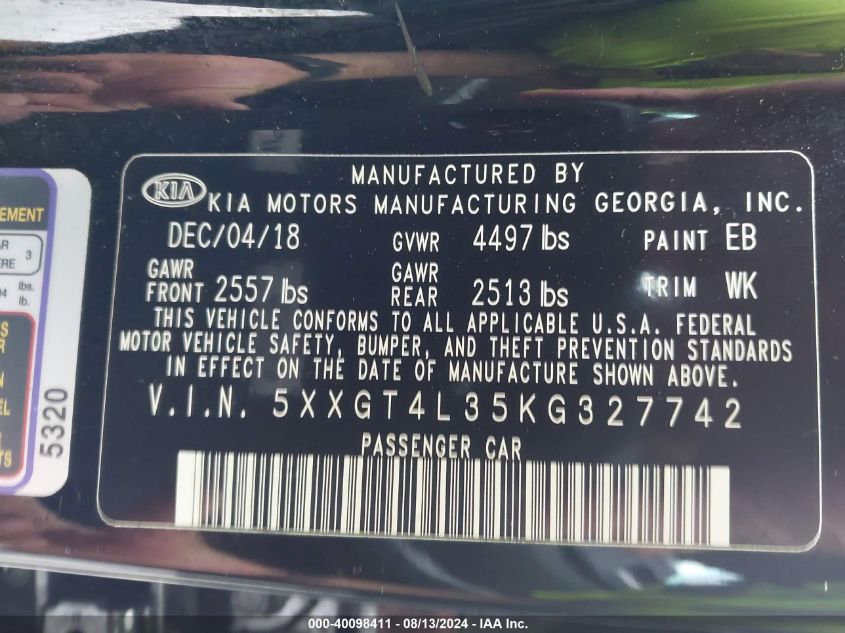 MANUFACTURED BY
KIA
KIA MOTORS MANUFACTURING GEORGIA, INC.
DEC/04/18 GVWR 4497 lbs PAINT EB
GAWR FRONT 2557 lbs GAWR REAR 2513 lbs TRIM WK
THIS VEHICLE CONFORMS TO ALL APPLICABLE U.S.A. FEDERAL
MOTOR VEHICLE SAFETY, BUMPER, AND THEFT PREVENTION STANDARDS
IN EFFECT ON THE DATE OF MANUFACTURE SHOWN ABOVE.
V.I.N. 5XXGT4L35KG327742
PASSENGER CAR
EMENT
3
lbs.
lb.
5320
000-40098411 - 08/13/2024 - IAA Inc.